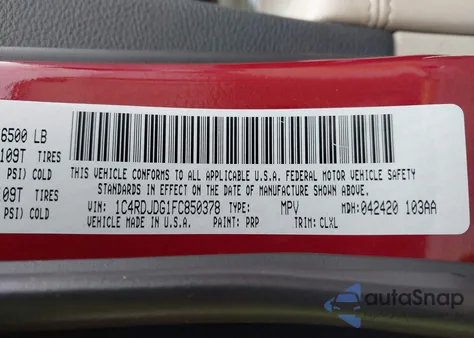 6500 LB
109T TIRES
PSI) COLD
109T TIRES
PSI) COLD
THIS VEHICLE CONFORMS TO ALL APPLICABLE U.S.A. FEDERAL MOTOR VEHICLE SAFETY
STANDARDS IN EFFECT ON THE DATE OF MANUFACTURE SHOWN ABOVE.
VIN: 1C4RDJDG1FC850378 TYPE: MPV MDH: 042420 103AA
VEHICLE MADE IN U.S.A. PAINT: PRP TRIM: CLXL
autoSnap